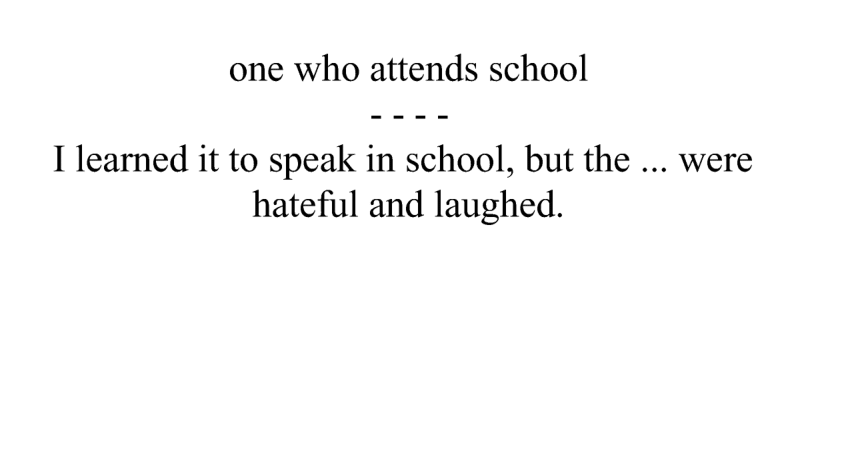 one who attends school
- - - -
I learned it to speak in school, but the ... were
hateful and laughed.